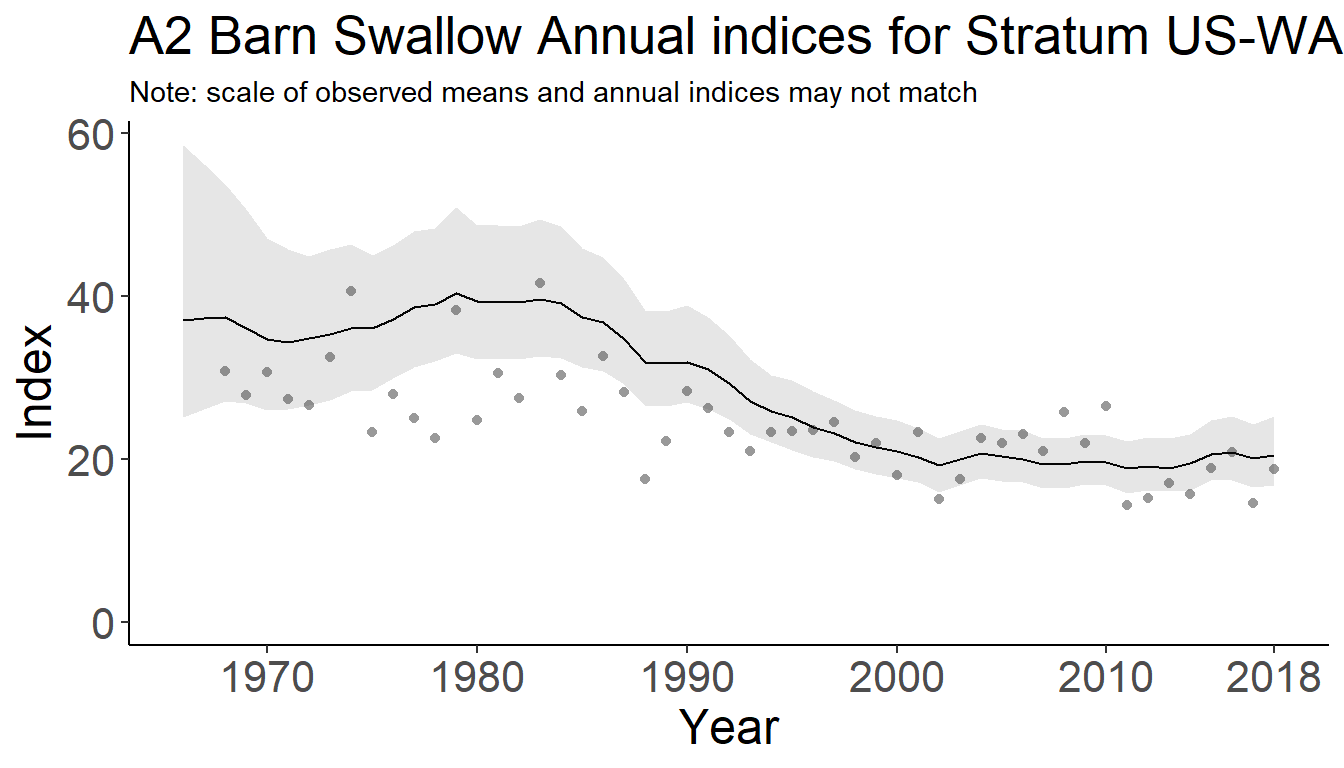 A2 Barn Swallow Annual indices for Stratum US-WA
Note: scale of observed means and annual indices may not match
60
40
20
0
Index
1970 1980 1990 2000 2010 2018
Year